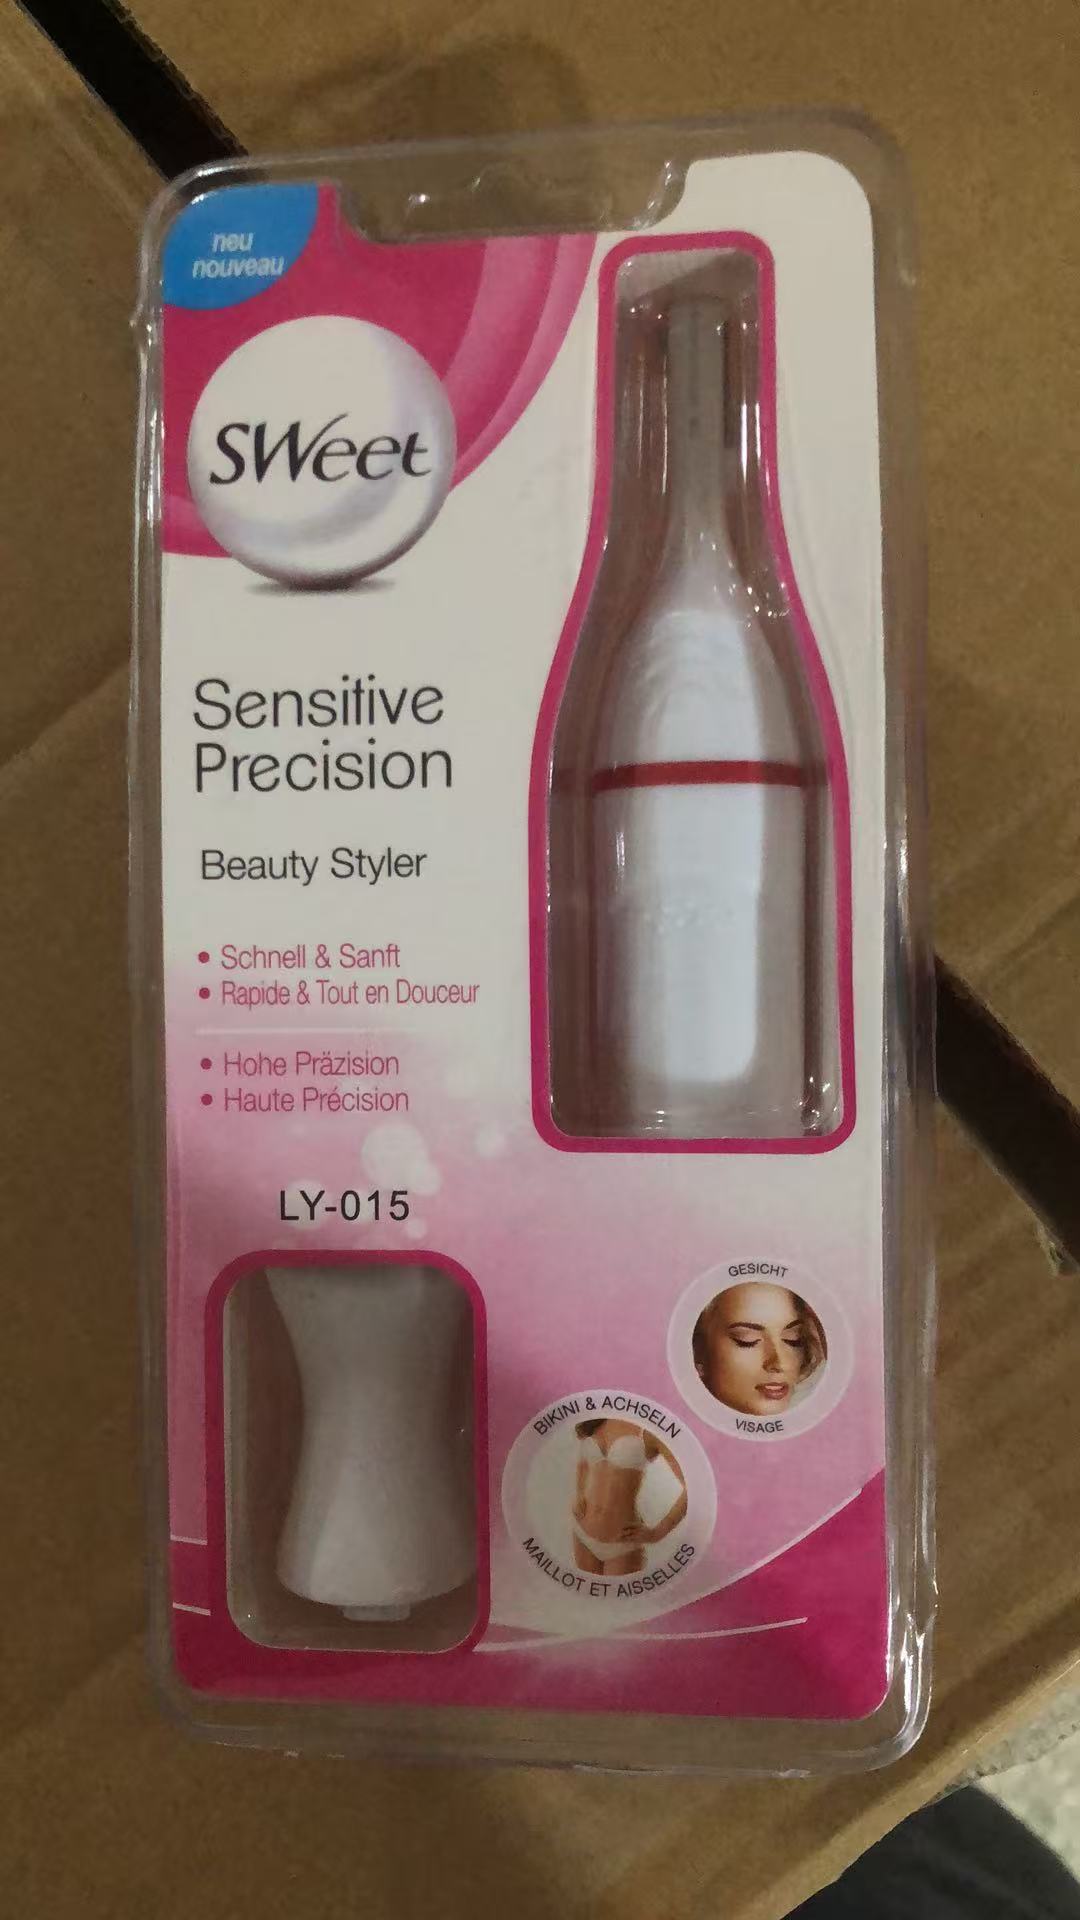 neu
nouveau
SWeet
Sensitive
Precision
Beauty Styler
• Schnell & Sanft
• Rapide & Tout en Douceur
• Hohe Präzision
• Haute Précision
LY-015
GESICHT
VISAGE
BIKINI & ACHSELN
MAILLOT ET AISSELLES